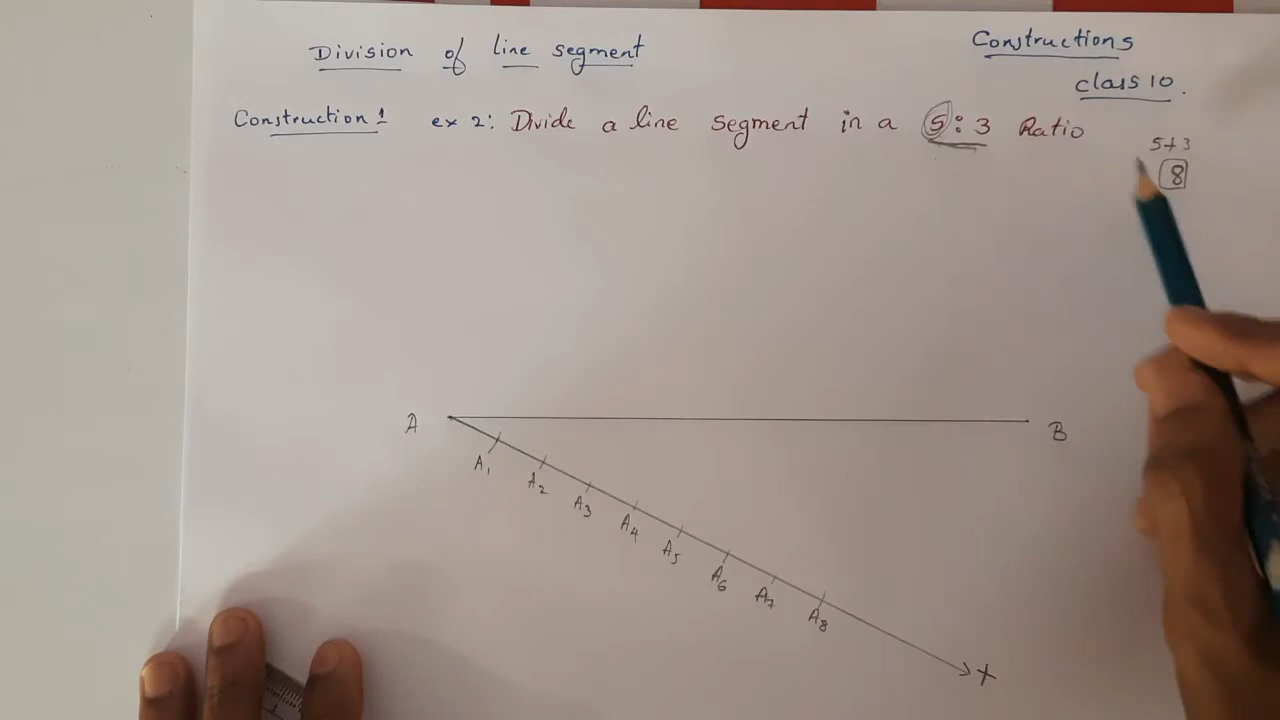 Division of line segment
Constructions
class 10.
Construction 1 ex 2: Divide a line segment in a 5:3 Ratio
5+3
8
A
B
A1
A2
A3
A4
A5
A6
A7
A8
X